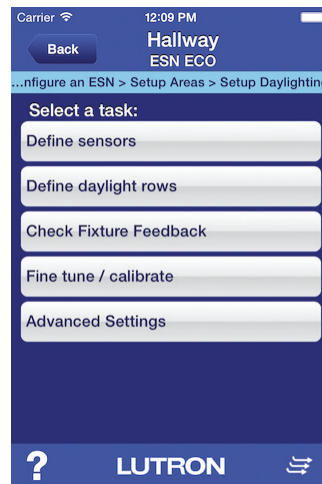 Carrier 12:09 PM
Back
Hallway
ESN ECO
...nfigure an ESN > Setup Areas > Setup Daylighting
Select a task:
Define sensors
Define daylight rows
Check Fixture Feedback
Fine tune / calibrate
Advanced Settings
? LUTRON